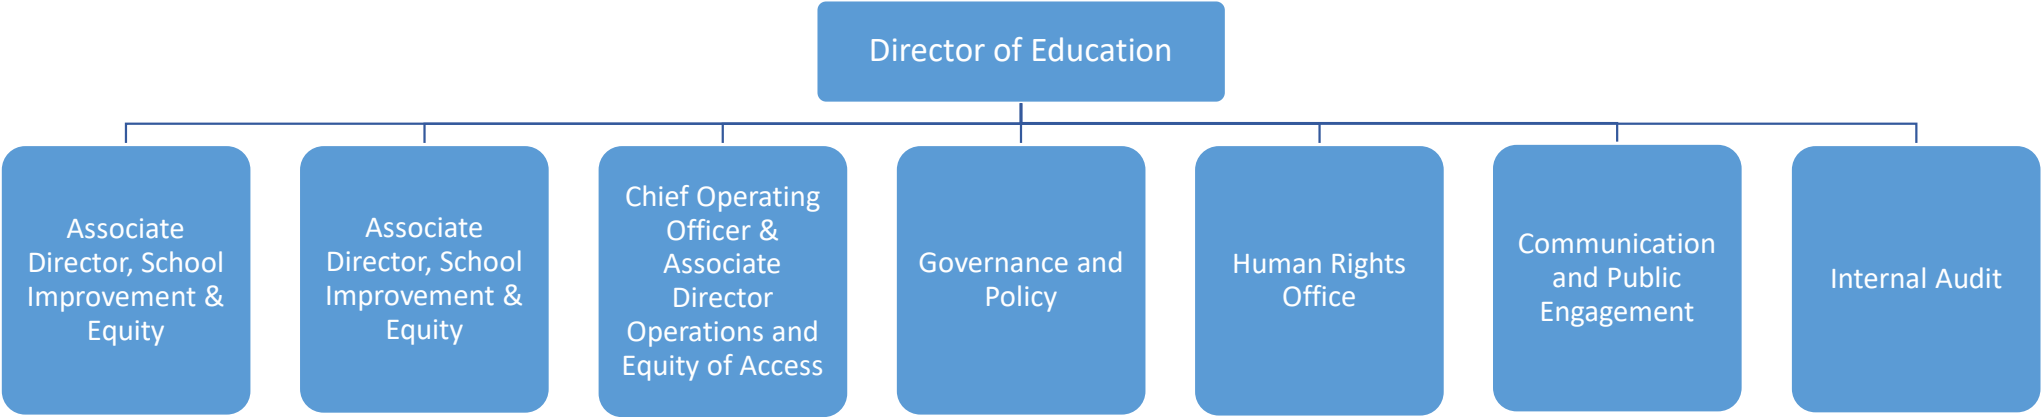 Director of Education
Associate
Director, School
Improvement &
Equity
Associate
Director, School
Improvement &
Equity
Chief Operating
Officer &
Associate
Director
Operations and
Equity of Access
Governance and
Policy
Human Rights
Office
Communication
and Public
Engagement
Internal Audit